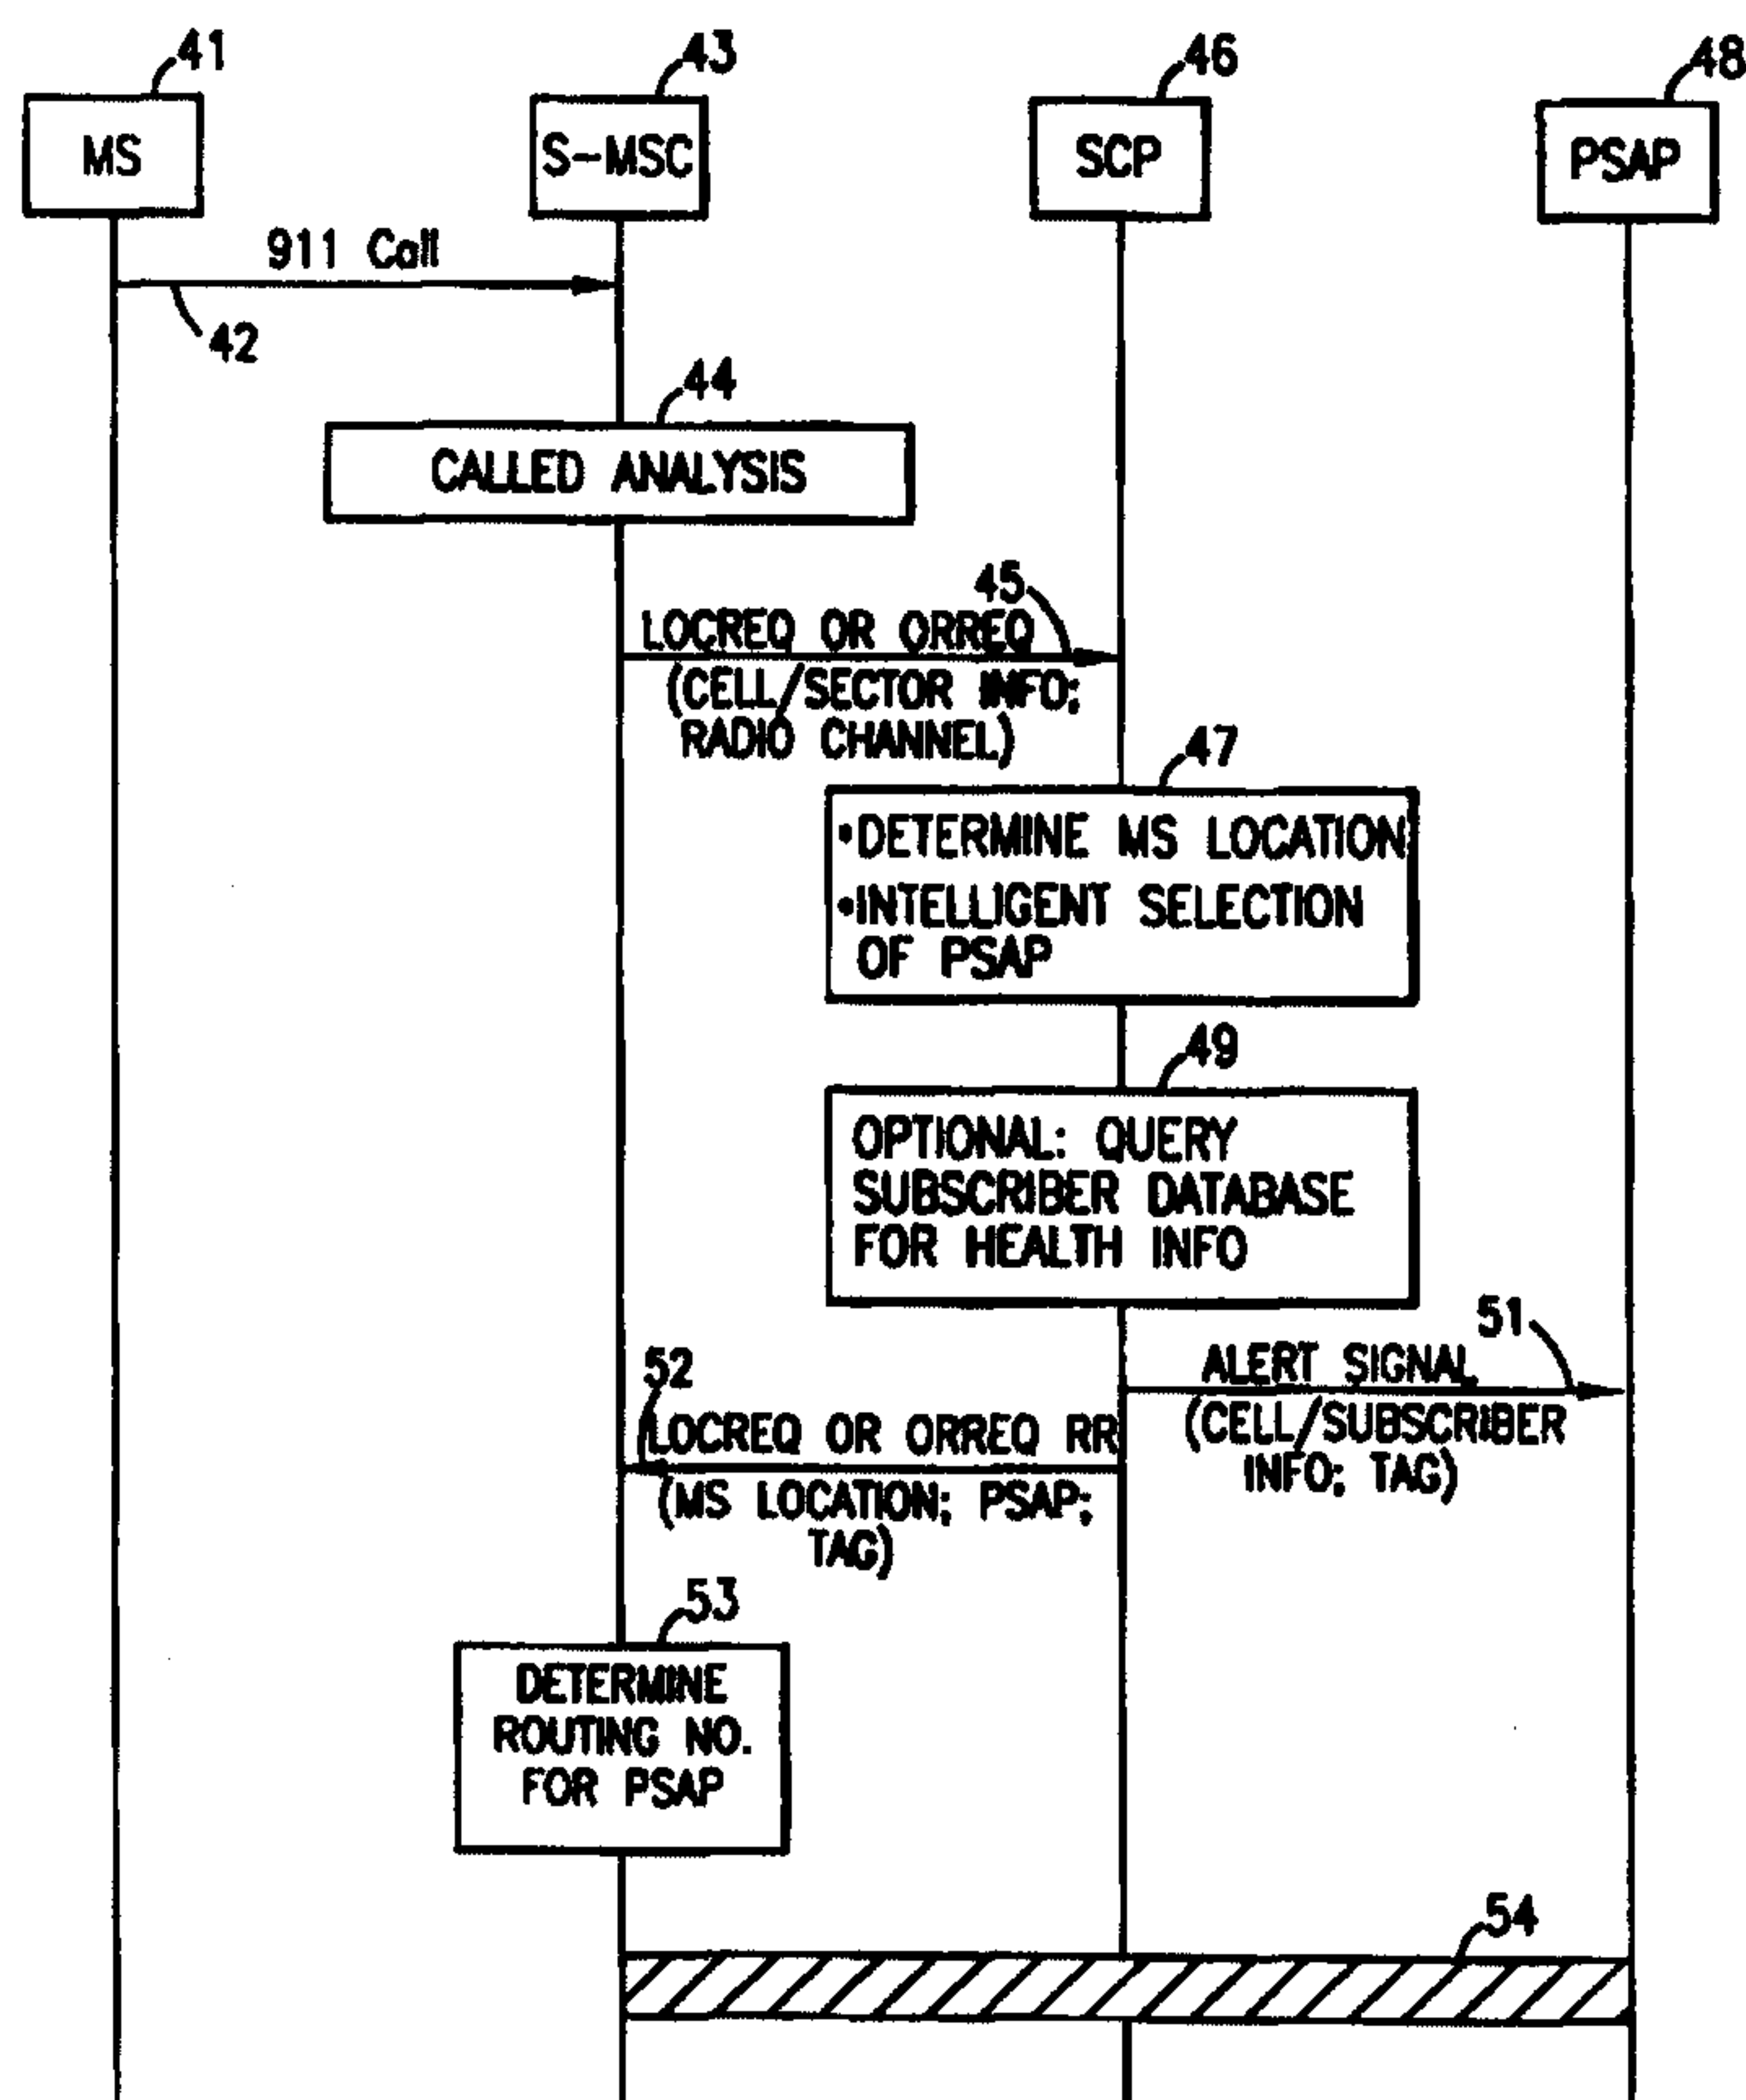 41
43
46
48
MS
S-MSC
SCP
PSAP
911 Call
42
44
CALLED ANALYSIS
45
LOCREQ OR ORREQ
(CELL/SECTOR INFO;
RADIO CHANNEL)
47
•DETERMINE MS LOCATION
•INTELLIGENT SELECTION
OF PSAP
49
OPTIONAL: QUERY
SUBSCRIBER DATABASE
FOR HEALTH INFO
51
ALERT SIGNAL
(CELL/SUBSCRIBER
INFO; TAG)
52
LOCREQ OR ORREQ RR
(MS LOCATION; PSAP;
TAG)
53
DETERMINE
ROUTING NO.
FOR PSAP
54